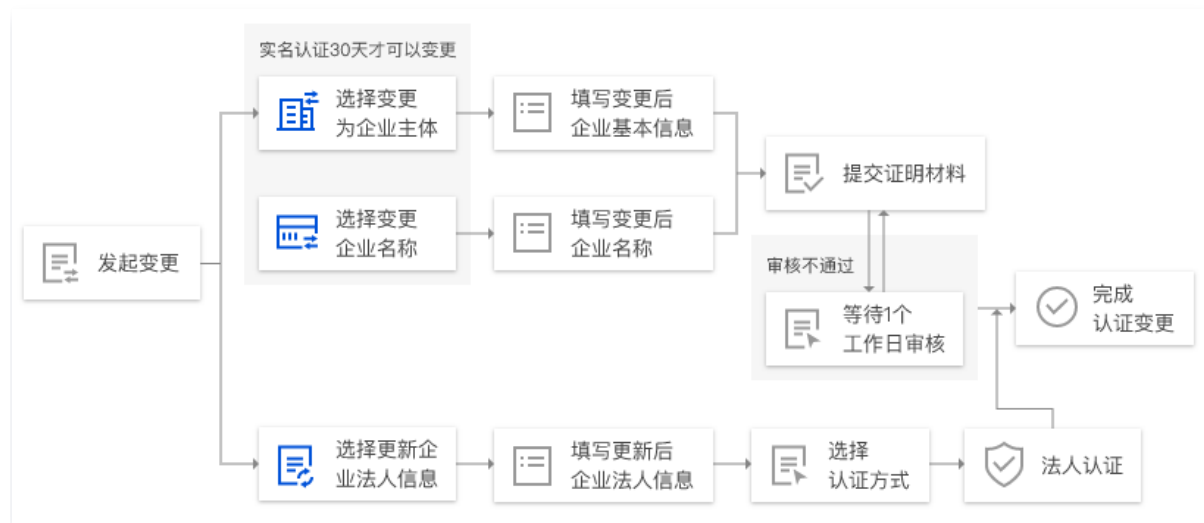 实名认证30天才可以变更
选择变更
为企业主体
填写变更后
企业基本信息
提交证明材料
选择变更
企业名称
填写变更后
企业名称
发起变更
审核不通过
等待1个
工作日审核
完成
认证变更
选择更新企
业法人信息
填写更新后
企业法人信息
选择
认证方式
法人认证